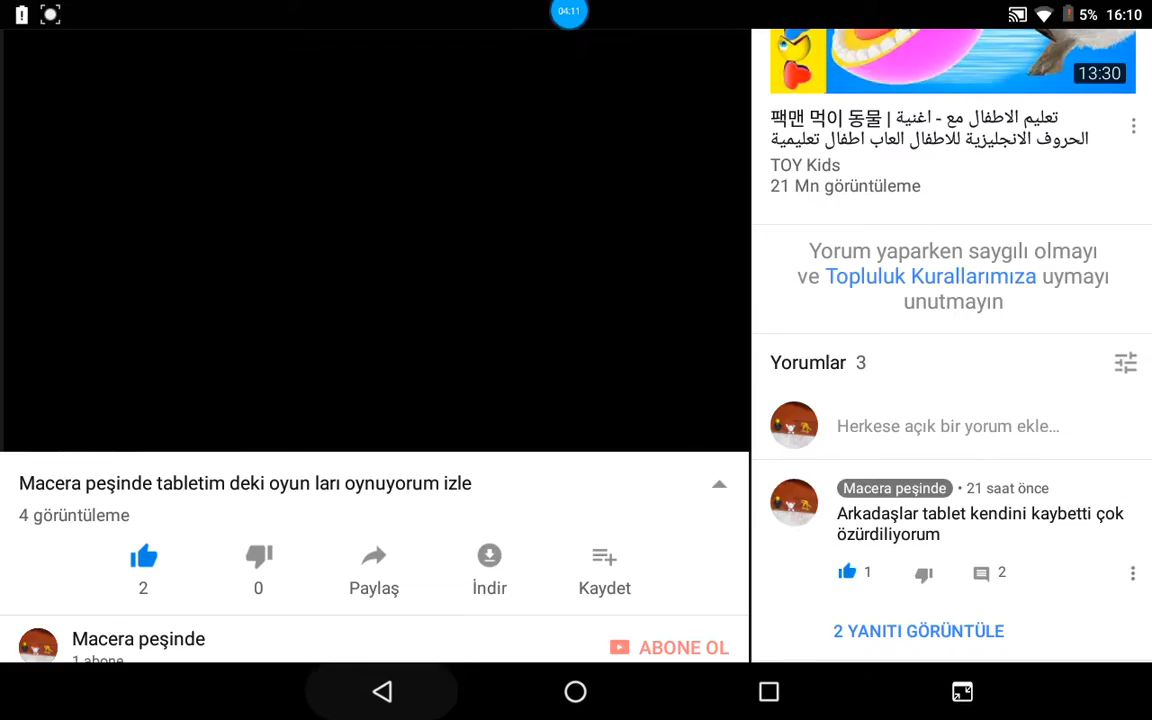 04:11
5% 16:10
13:30
팩맨 먹이 동물 | تعليم الاطفال مع - اغنية
الحروف الانجليزية للاطفال العاب اطفال تعليمية
TOY Kids
21 Mn görüntüleme
Yorum yaparken saygılı olmayı
ve Topluluk Kurallarımıza uymayı
unutmayın
Yorumlar 3
Herkese açık bir yorum ekle...
Macera peşinde • 21 saat önce
Arkadaşlar tablet kendini kaybetti çok
özürdiliyorum
1 2
2 YANITI GÖRÜNTÜLE
Macera peşinde tabletim deki oyun ları oynuyorum izle
4 görüntüleme
2 0 Paylaş İndir Kaydet
Macera peşinde
1 abone
ABONE OL